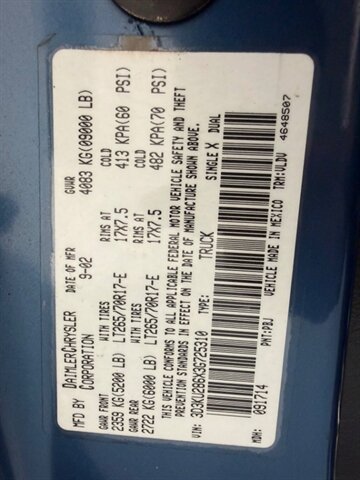 MFD BY DAIMLERCHRYSLER CORPORATION DATE OF MFR 9-02 GVWR 4083 KG(09000 LB)
GAWR FRONT WITH TIRES RIMS AT COLD
2359 KG(5200 LB) LT265/70R17-E 17X7.5 413 KPA(60 PSI)
GAWR REAR WITH TIRES RIMS AT COLD
2722 KG(6000 LB) LT265/70R17-E 17X7.5 482 KPA(70 PSI)
THIS VEHICLE CONFORMS TO ALL APPLICABLE FEDERAL MOTOR VEHICLE SAFETY AND THEFT
PREVENTION STANDARDS IN EFFECT ON THE DATE OF MANUFACTURE SHOWN ABOVE.
VIN: 3D3KU286X3G725310 TYPE: TRUCK SINGLE X DUAL
MDH: 091714 PNT:PBJ VEHICLE MADE IN MEXICO TRM:VLDV 4648507